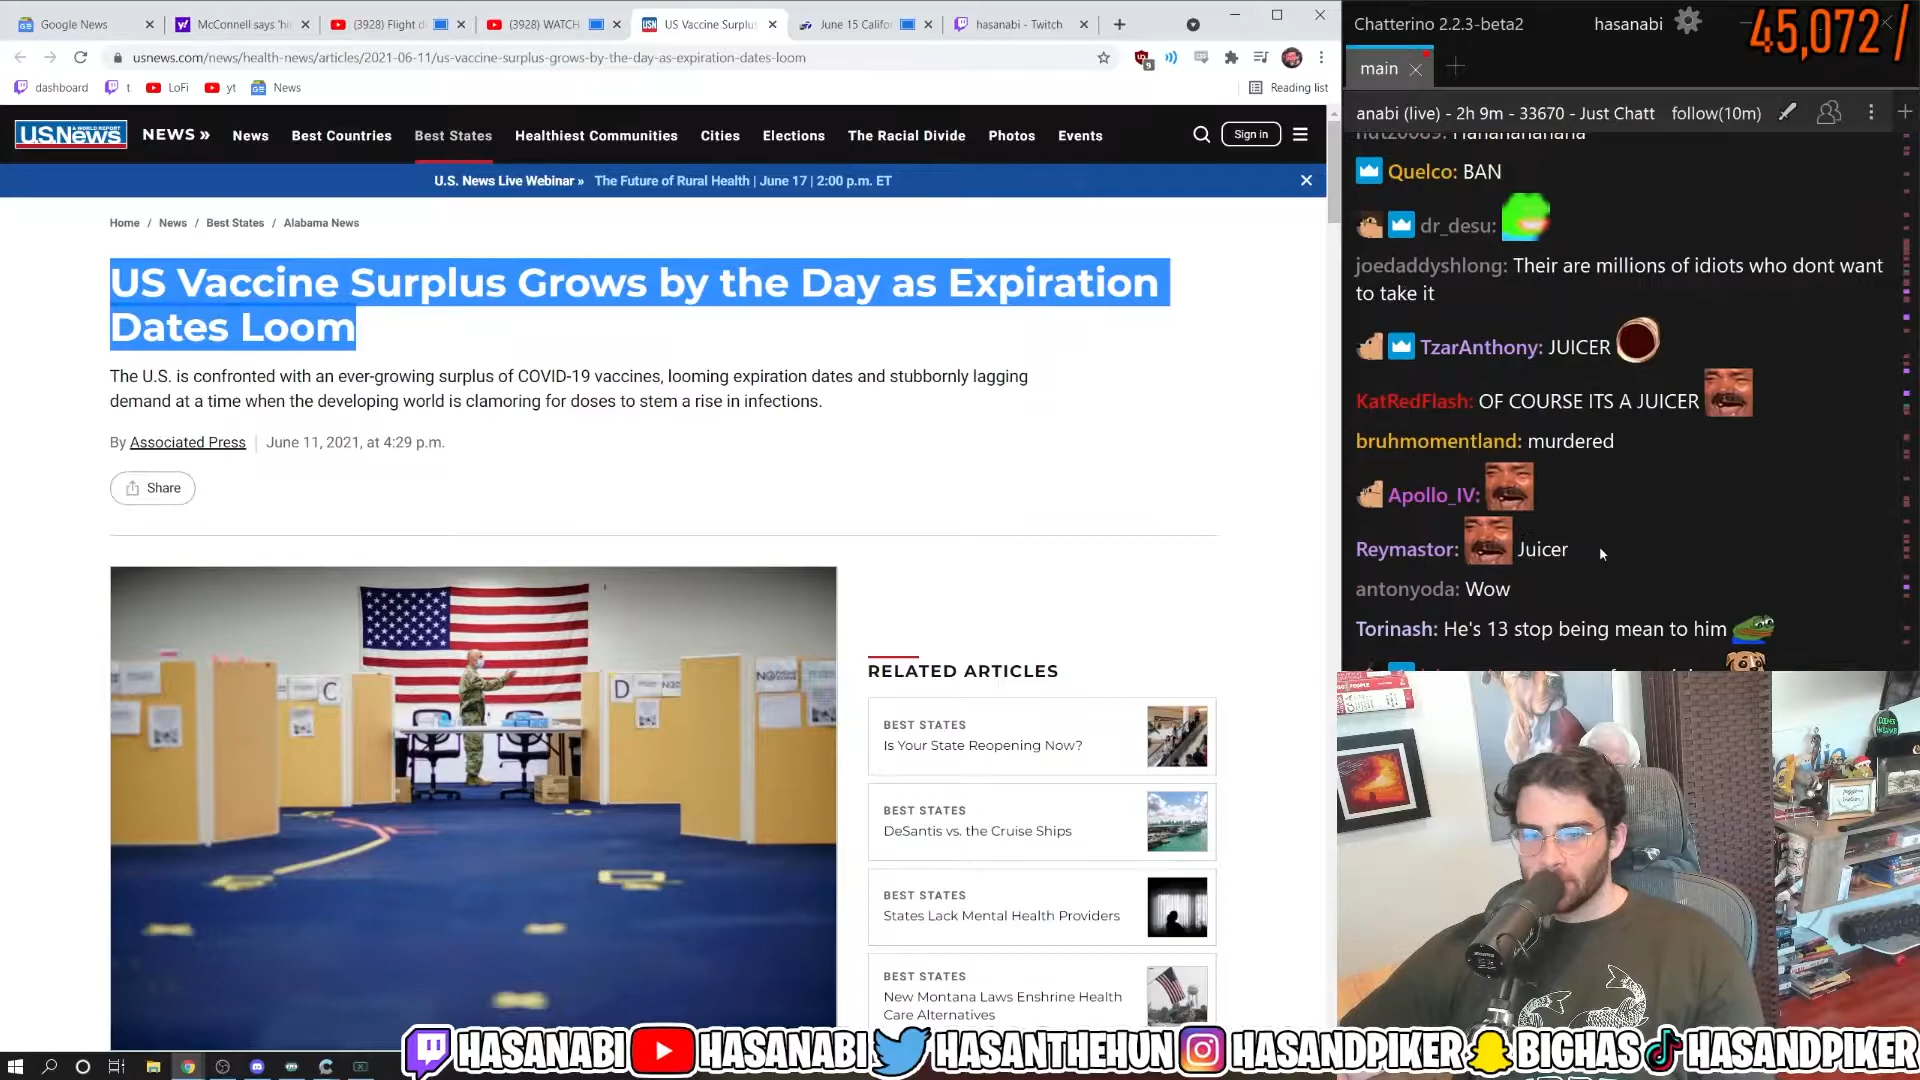 Google News
McConnell says 'hi
(3928) Flight d
(3928) WATCH
US Vaccine Surplu
June 15 Califo
hasanabi - Twitch
usnews.com/news/health-news/articles/2021-06-11/us-vaccine-surplus-grows-by-the-day-as-expiration-dates-loom
dashboard
t
LoFi
yt
News
Reading list
U.S.News
NEWS »
News
Best Countries
Best States
Healthiest Communities
Cities
Elections
The Racial Divide
Photos
Events
Sign in
U.S. News Live Webinar » The Future of Rural Health | June 17 | 2:00 p.m. ET
Home / News / Best States / Alabama News
US Vaccine Surplus Grows by the Day as Expiration
Dates Loom
The U.S. is confronted with an ever-growing surplus of COVID-19 vaccines, looming expiration dates and stubbornly lagging
demand at a time when the developing world is clamoring for doses to stem a rise in infections.
By Associated Press | June 11, 2021, at 4:29 p.m.
Share
C
D
RELATED ARTICLES
BEST STATES
Is Your State Reopening Now?
BEST STATES
DeSantis vs. the Cruise Ships
BEST STATES
States Lack Mental Health Providers
BEST STATES
New Montana Laws Enshrine Health
Care Alternatives
Chatterino 2.2.3-beta2
hasanabi
45,072 /
main
anabi (live) - 2h 9m - 33670 - Just Chatt
follow(10m)
Quelco: BAN
dr_desu:
joedaddyshlong: Their are millions of idiots who dont want
to take it
TzarAnthony: JUICER
KatRedFlash: OF COURSE ITS A JUICER
bruhmomentland: murdered
Apollo_IV:
Reymastor: Juicer
antonyoda: Wow
Torinash: He's 13 stop being mean to him
HASANABI
HASANABI
HASANTHEHUN
HASANDPIKER
BIGHAS
HASANDPIKER